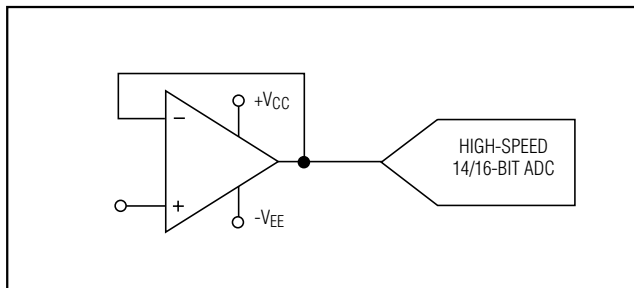 +VCC
−
HIGH-SPEED
14/16-BIT ADC
+
-VEE